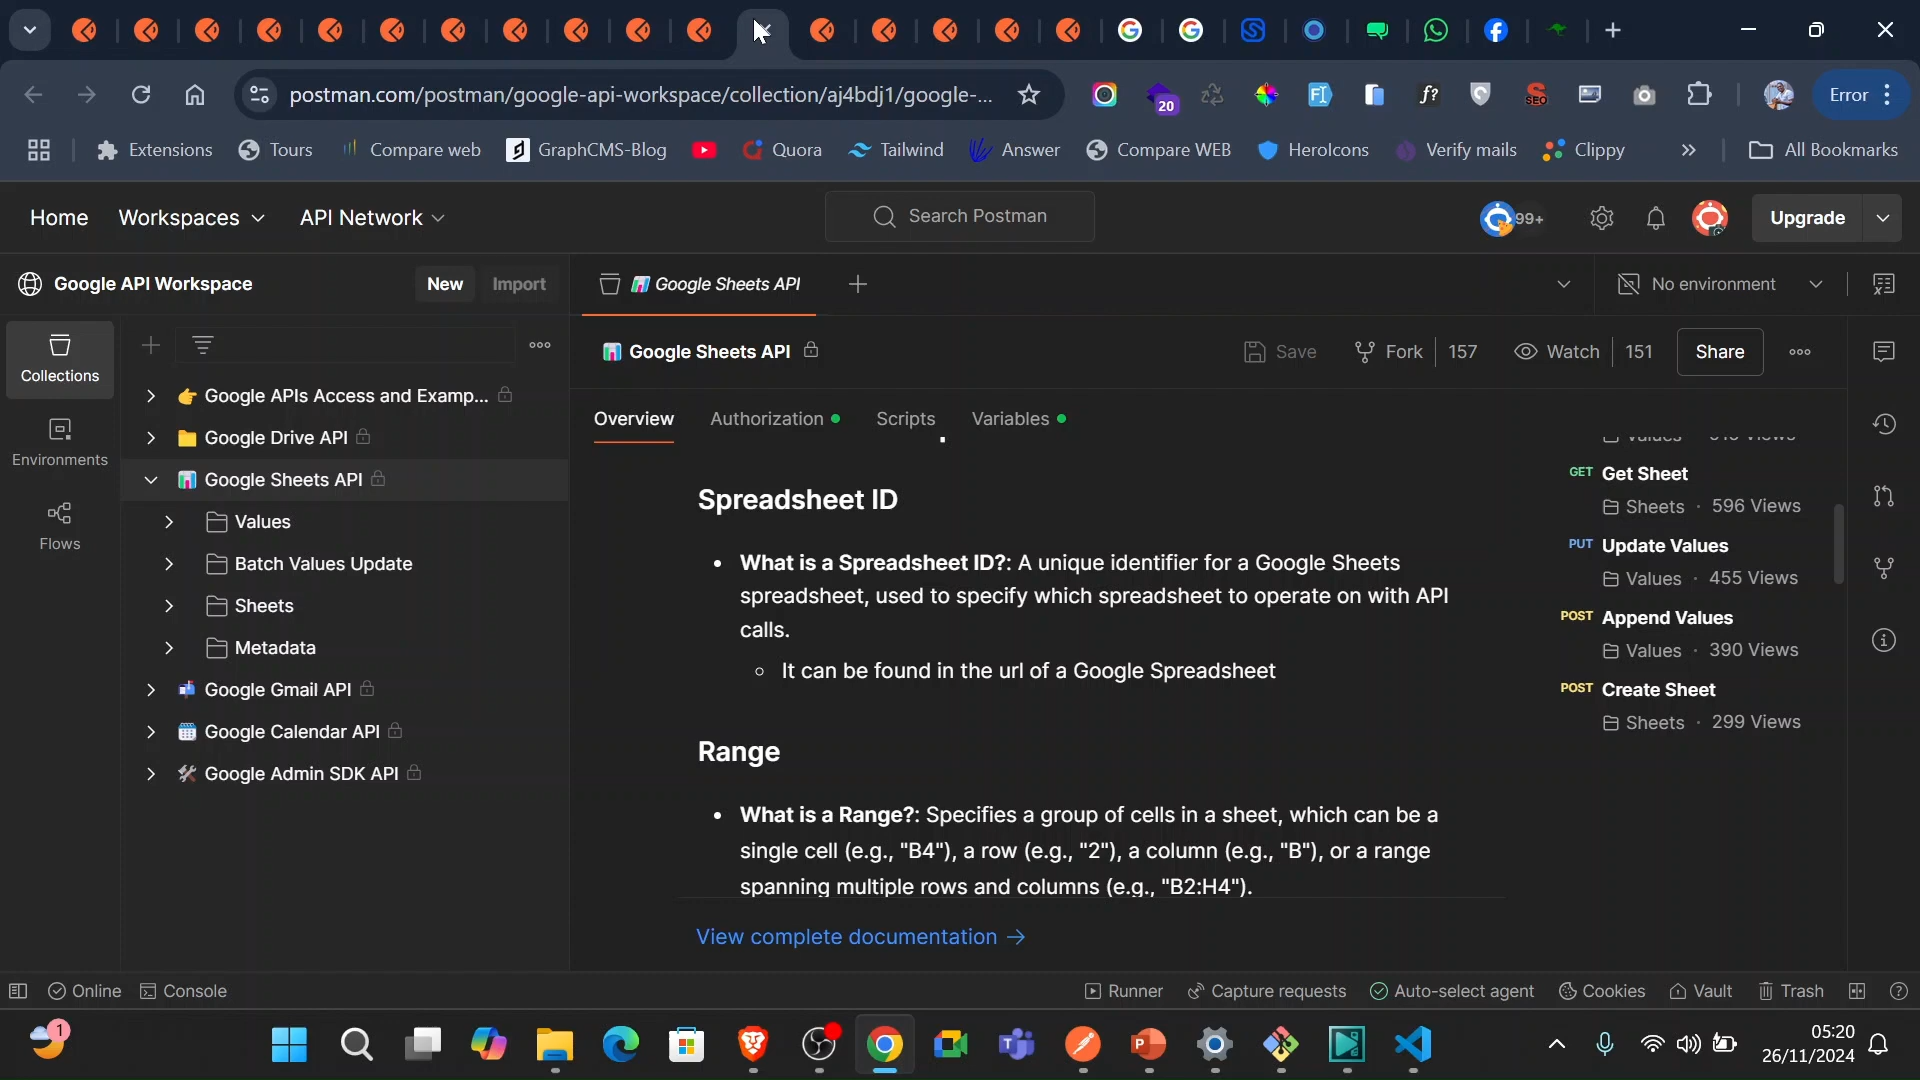 postman.com/postman/google-api-workspace/collection/aj4bdj1/google-...
20
f?
SEO
Error
Extensions
Tours
Compare web
GraphCMS-Blog
Quora
Tailwind
Answer
Compare WEB
HeroIcons
Verify mails
Clippy
All Bookmarks
Home
Workspaces
API Network
Search Postman
99+
Upgrade
Google API Workspace
New
Import
Google Sheets API
No environment
Collections
Environments
Flows
Google APIs Access and Examp...
Google Drive API
Google Sheets API
Values
Batch Values Update
Sheets
Metadata
Google Gmail API
Google Calendar API
Google Admin SDK API
Google Sheets API
Save
Fork 157
Watch 151
Share
Overview
Authorization
Scripts
Variables
Spreadsheet ID
• What is a Spreadsheet ID?: A unique identifier for a Google Sheets
spreadsheet, used to specify which spreadsheet to operate on with API
calls.
It can be found in the url of a Google Spreadsheet
Range
• What is a Range?: Specifies a group of cells in a sheet, which can be a
single cell (e.g., "B4"), a row (e.g., "2"), a column (e.g., "B"), or a range
spanning multiple rows and columns (e.g., "B2:H4").
View complete documentation →
GET Get Sheet
Sheets · 596 Views
PUT Update Values
Values · 455 Views
POST Append Values
Values · 390 Views
POST Create Sheet
Sheets · 299 Views
Online
Console
Runner
Capture requests
Auto-select agent
Cookies
Vault
Trash
1
05:20
26/11/2024